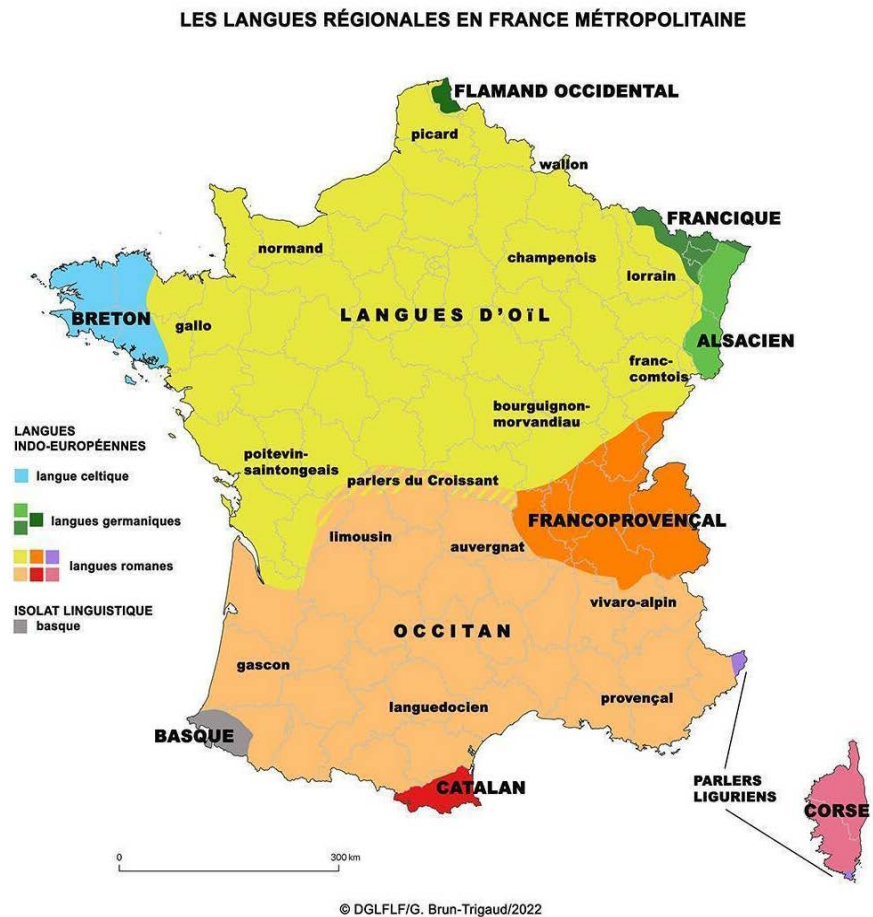 LES LANGUES RÉGIONALES EN FRANCE MÉTROPOLITAINE
FLAMAND OCCIDENTAL
picard
wallon
FRANCIQUE
normand
champenois
lorrain
LANGUES D'OïL
BRETON
gallo
ALSACIEN
franc-
comtois
bourguignon-
morvandiau
LANGUES
INDO-EUROPÉENNES
langue celtique
langues germaniques
langues romanes
ISOLAT LINGUISTIQUE
basque
poitevin-
saintongeais
parlers du Croissant
FRANCOPROVENÇAL
limousin
auvergnat
vivaro-alpin
OCCITAN
gascon
languedocien
provençal
BASQUE
CATALAN
PARLERS
LIGURIENS
CORSE
0
300 km
© DGLFLF/G. Brun-Trigaud/2022